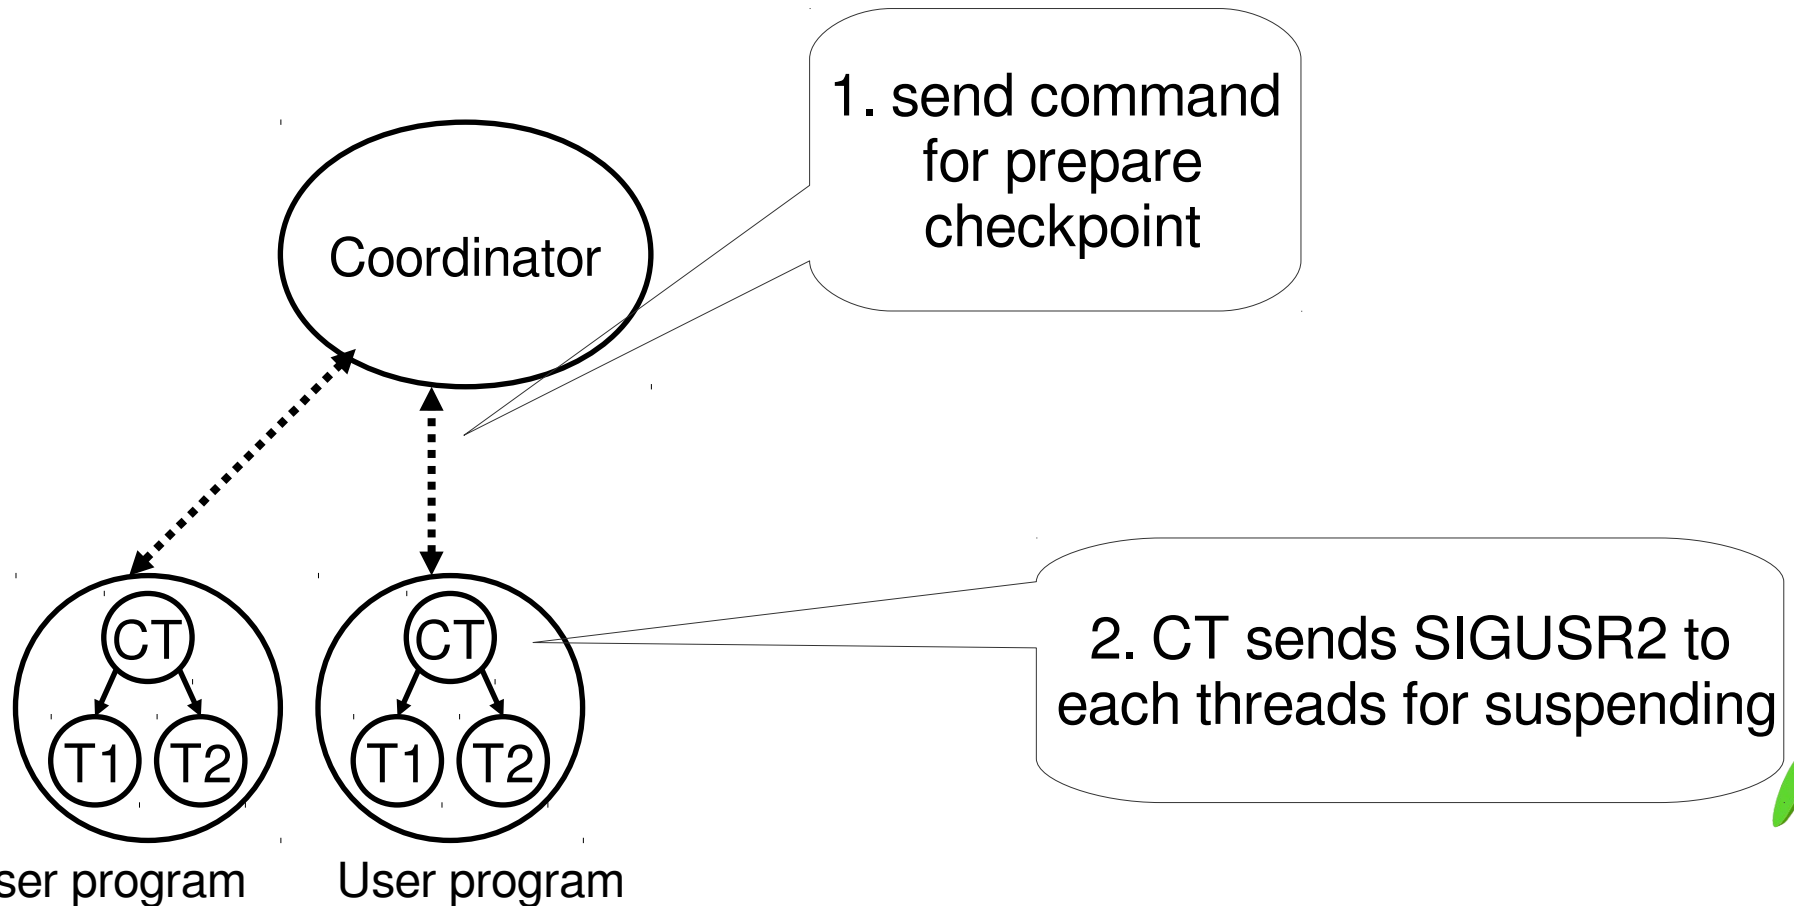 1. send command
for prepare
checkpoint
Coordinator
2. CT sends SIGUSR2 to
each threads for suspending
CT
CT
T1
T2
T1
T2
ser program
User program